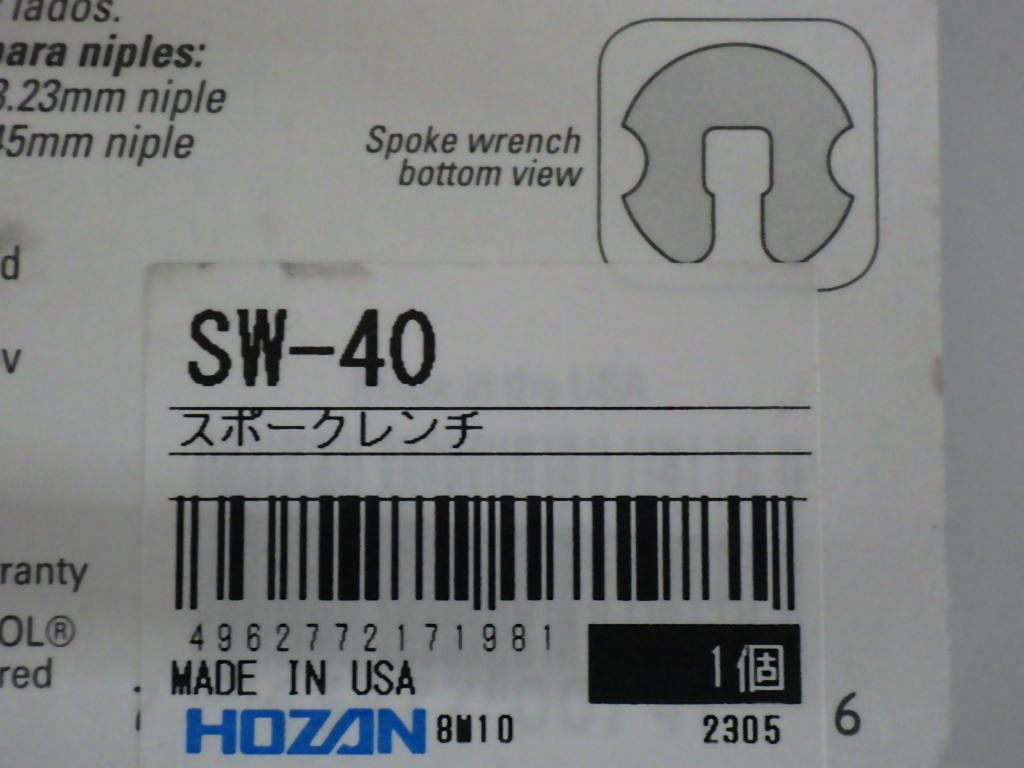 lados.
para niples:
3.23mm niple
45mm niple
Spoke wrench
bottom view
d
v
SW-40
スポークレンチ
ranty
OL®
red
4962772171981
1個
MADE IN USA
HOZAN 8M10 2305
6